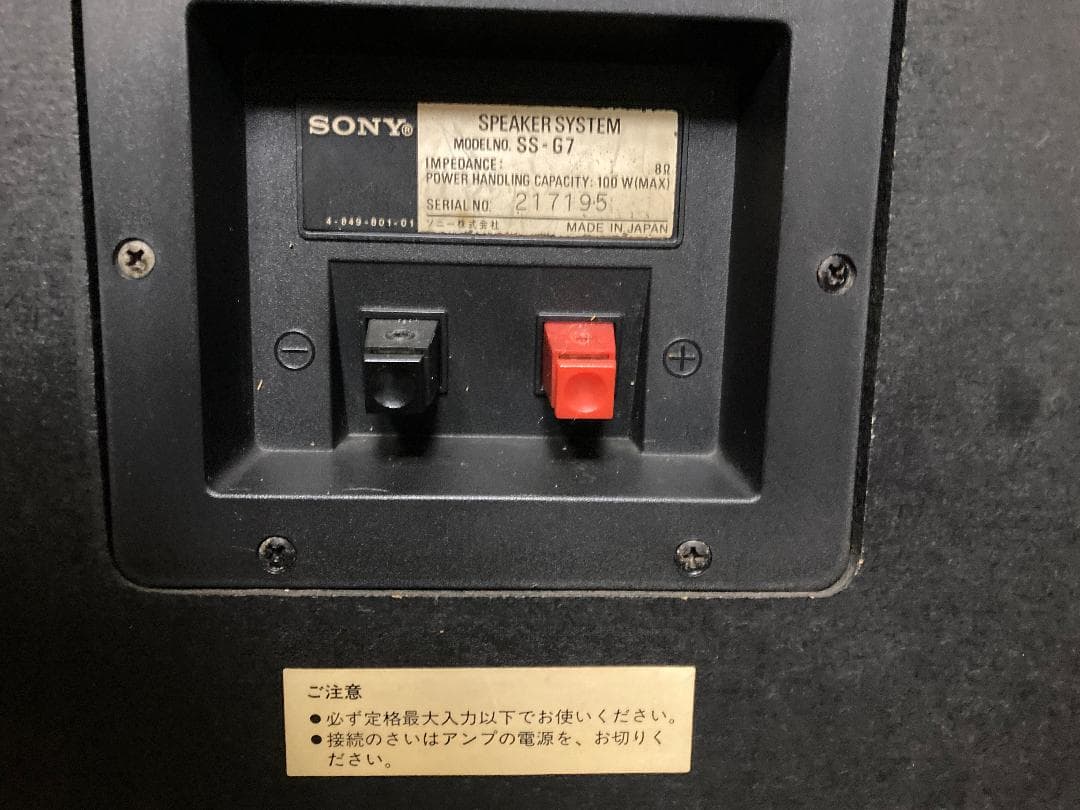 SONY®
SPEAKER SYSTEM
MODEL NO. SS-G7
IMPEDANCE: 8Ω
POWER HANDLING CAPACITY: 100 W(MAX)
SERIAL NO. 217195
4-849-801-01
ソニー株式会社 MADE IN JAPAN
⊖
⊕
ご注意
●必ず定格最大入力以下でお使いください。
●接続のさいはアンプの電源を、お切りく
ださい。